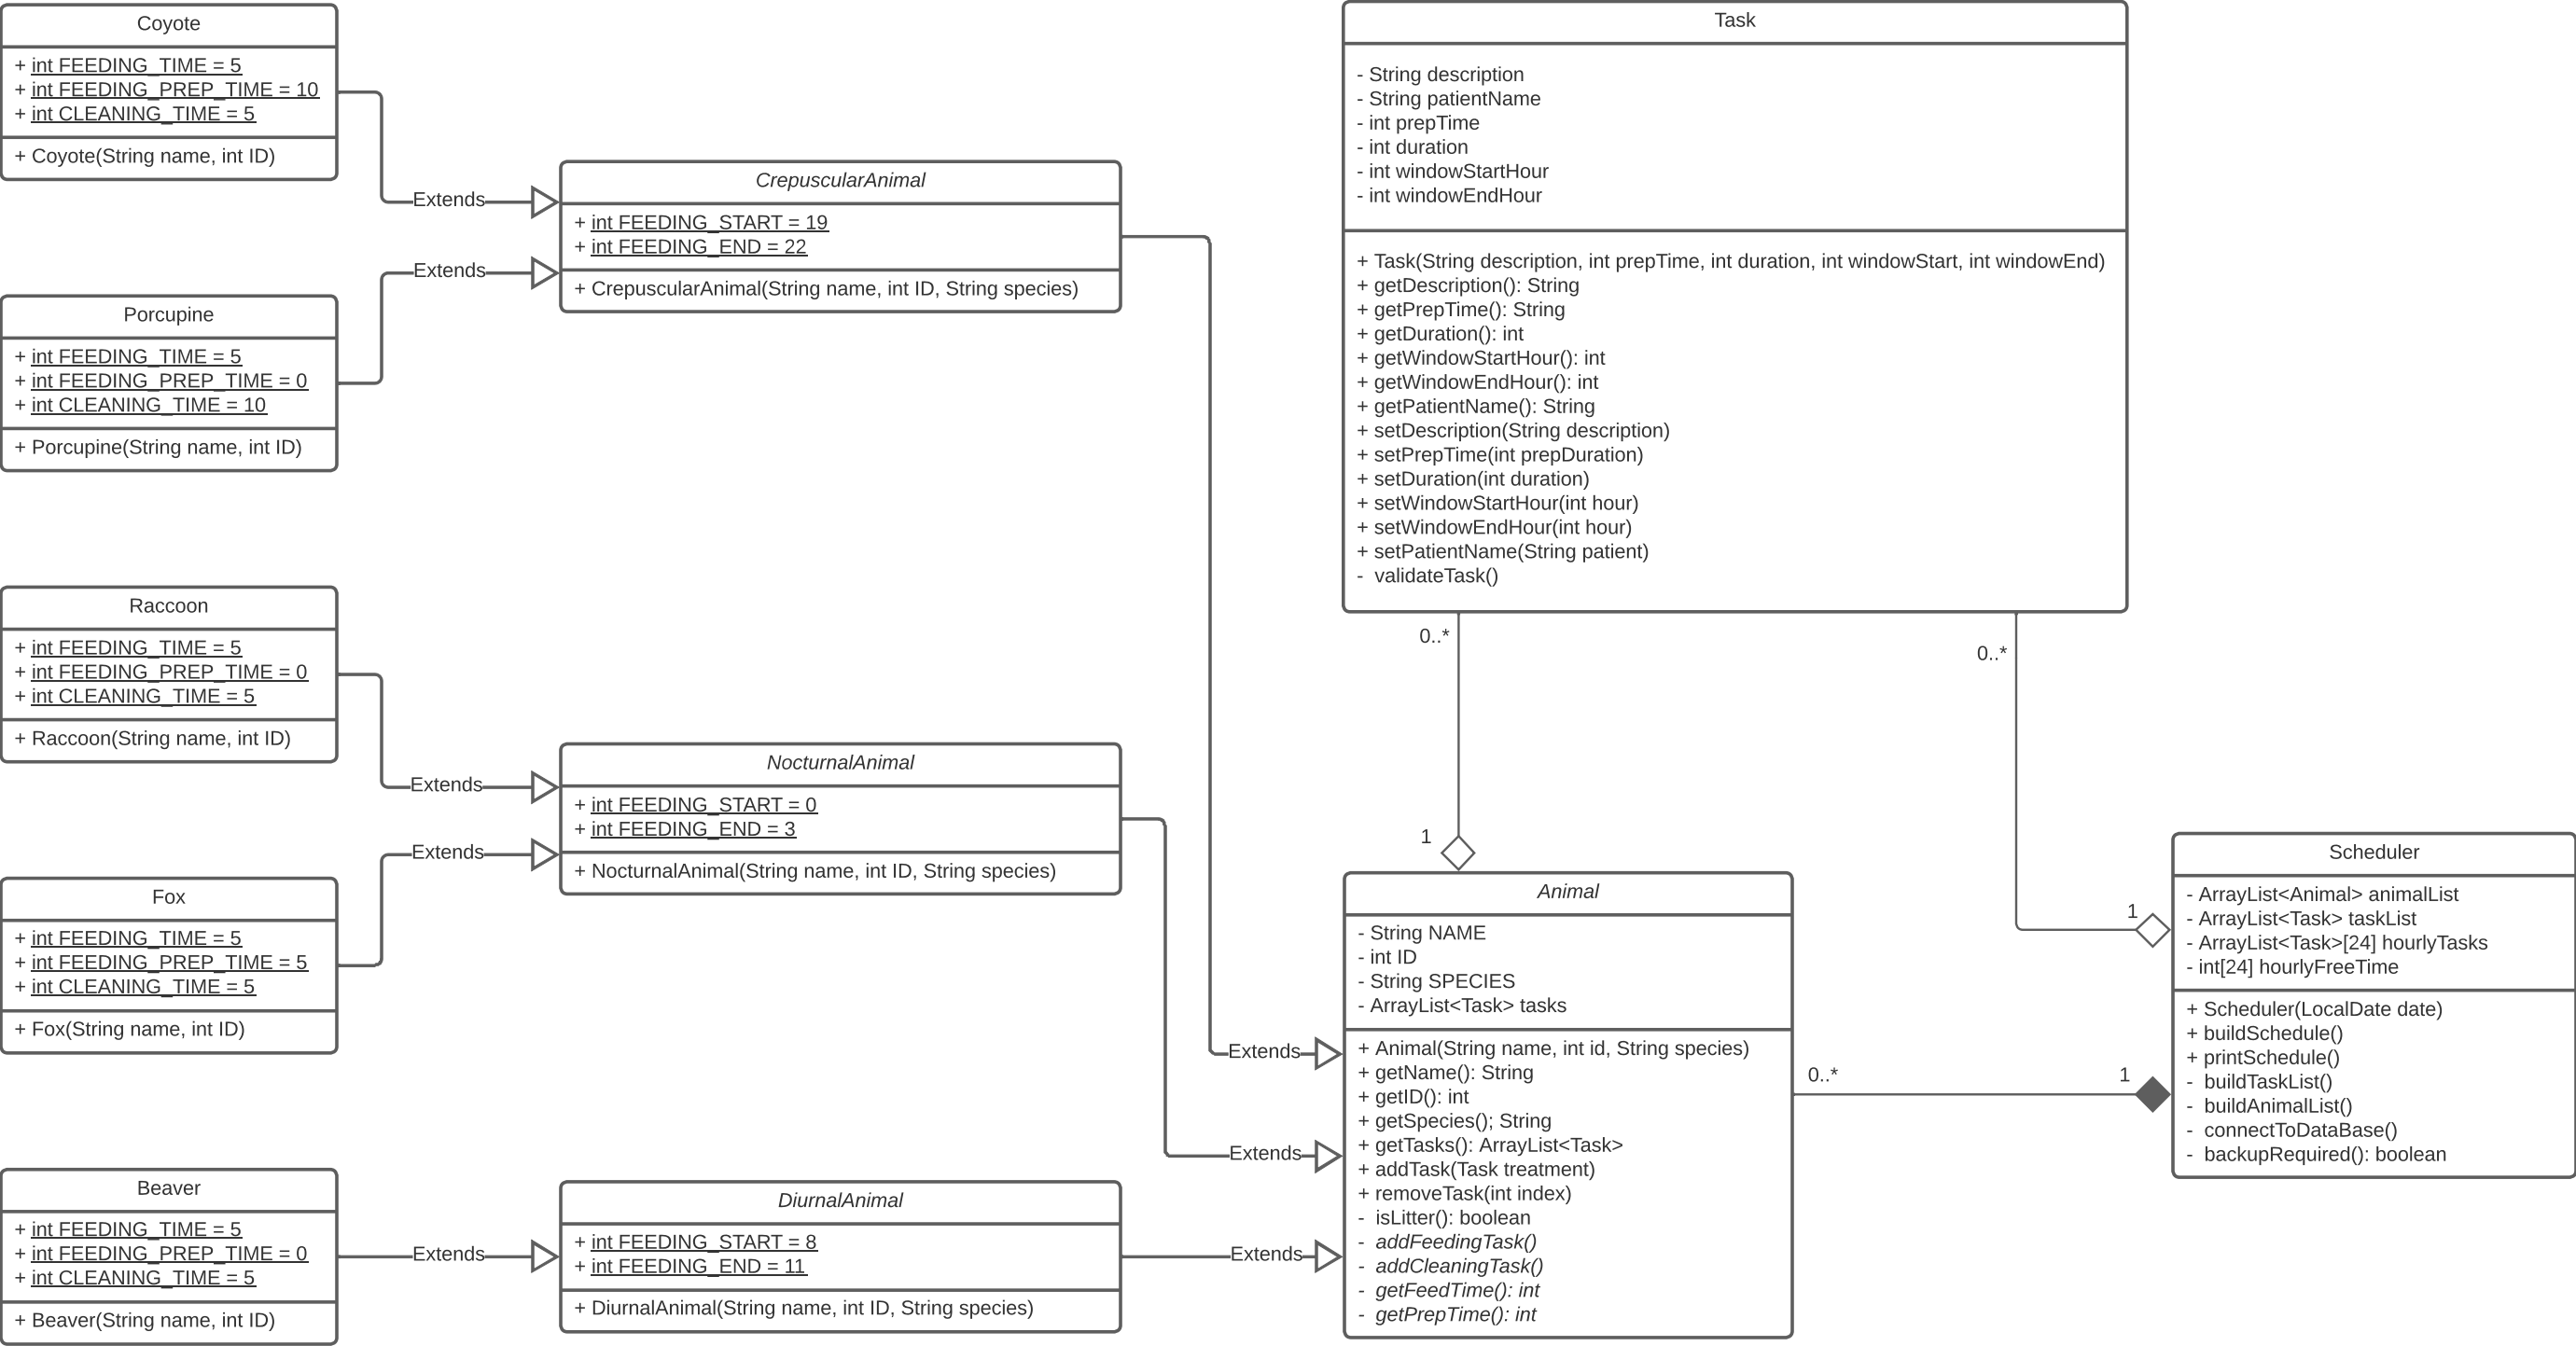 Coyote
+ int FEEDING_TIME = 5
+ int FEEDING_PREP_TIME = 10
+ int CLEANING_TIME = 5
+ Coyote(String name, int ID)
Extends
Porcupine
+ int FEEDING_TIME = 5
+ int FEEDING_PREP_TIME = 0
+ int CLEANING_TIME = 10
+ Porcupine(String name, int ID)
Extends
CrepuscularAnimal
+ int FEEDING_START = 19
+ int FEEDING_END = 22
+ CrepuscularAnimal(String name, int ID, String species)
Extends
Raccoon
+ int FEEDING_TIME = 5
+ int FEEDING_PREP_TIME = 0
+ int CLEANING_TIME = 5
+ Raccoon(String name, int ID)
Extends
Fox
+ int FEEDING_TIME = 5
+ int FEEDING_PREP_TIME = 5
+ int CLEANING_TIME = 5
+ Fox(String name, int ID)
Extends
NocturnalAnimal
+ int FEEDING_START = 0
+ int FEEDING_END = 3
+ NocturnalAnimal(String name, int ID, String species)
Extends
Beaver
+ int FEEDING_TIME = 5
+ int FEEDING_PREP_TIME = 0
+ int CLEANING_TIME = 5
+ Beaver(String name, int ID)
Extends
DiurnalAnimal
+ int FEEDING_START = 8
+ int FEEDING_END = 11
+ DiurnalAnimal(String name, int ID, String species)
Extends
Task
- String description
- String patientName
- int prepTime
- int duration
- int windowStartHour
- int windowEndHour
+ Task(String description, int prepTime, int duration, int windowStart, int windowEnd)
+ getDescription(): String
+ getPrepTime(): String
+ getDuration(): int
+ getWindowStartHour(): int
+ getWindowEndHour(): int
+ getPatientName(): String
+ setDescription(String description)
+ setPrepTime(int prepDuration)
+ setDuration(int duration)
+ setWindowStartHour(int hour)
+ setWindowEndHour(int hour)
+ setPatientName(String patient)
- validateTask()
0..*
1
0..*
1
Animal
- String NAME
- int ID
- String SPECIES
- ArrayList<Task> tasks
+ Animal(String name, int id, String species)
+ getName(): String
+ getID(): int
+ getSpecies(); String
+ getTasks(): ArrayList<Task>
+ addTask(Task treatment)
+ removeTask(int index)
- isLitter(): boolean
- addFeedingTask()
- addCleaningTask()
- getFeedTime(): int
- getPrepTime(): int
0..*
1
Scheduler
- ArrayList<Animal> animalList
- ArrayList<Task> taskList
- ArrayList<Task>[24] hourlyTasks
- int[24] hourlyFreeTime
+ Scheduler(LocalDate date)
+ buildSchedule()
+ printSchedule()
- buildTaskList()
- buildAnimalList()
- connectToDataBase()
- backupRequired(): boolean